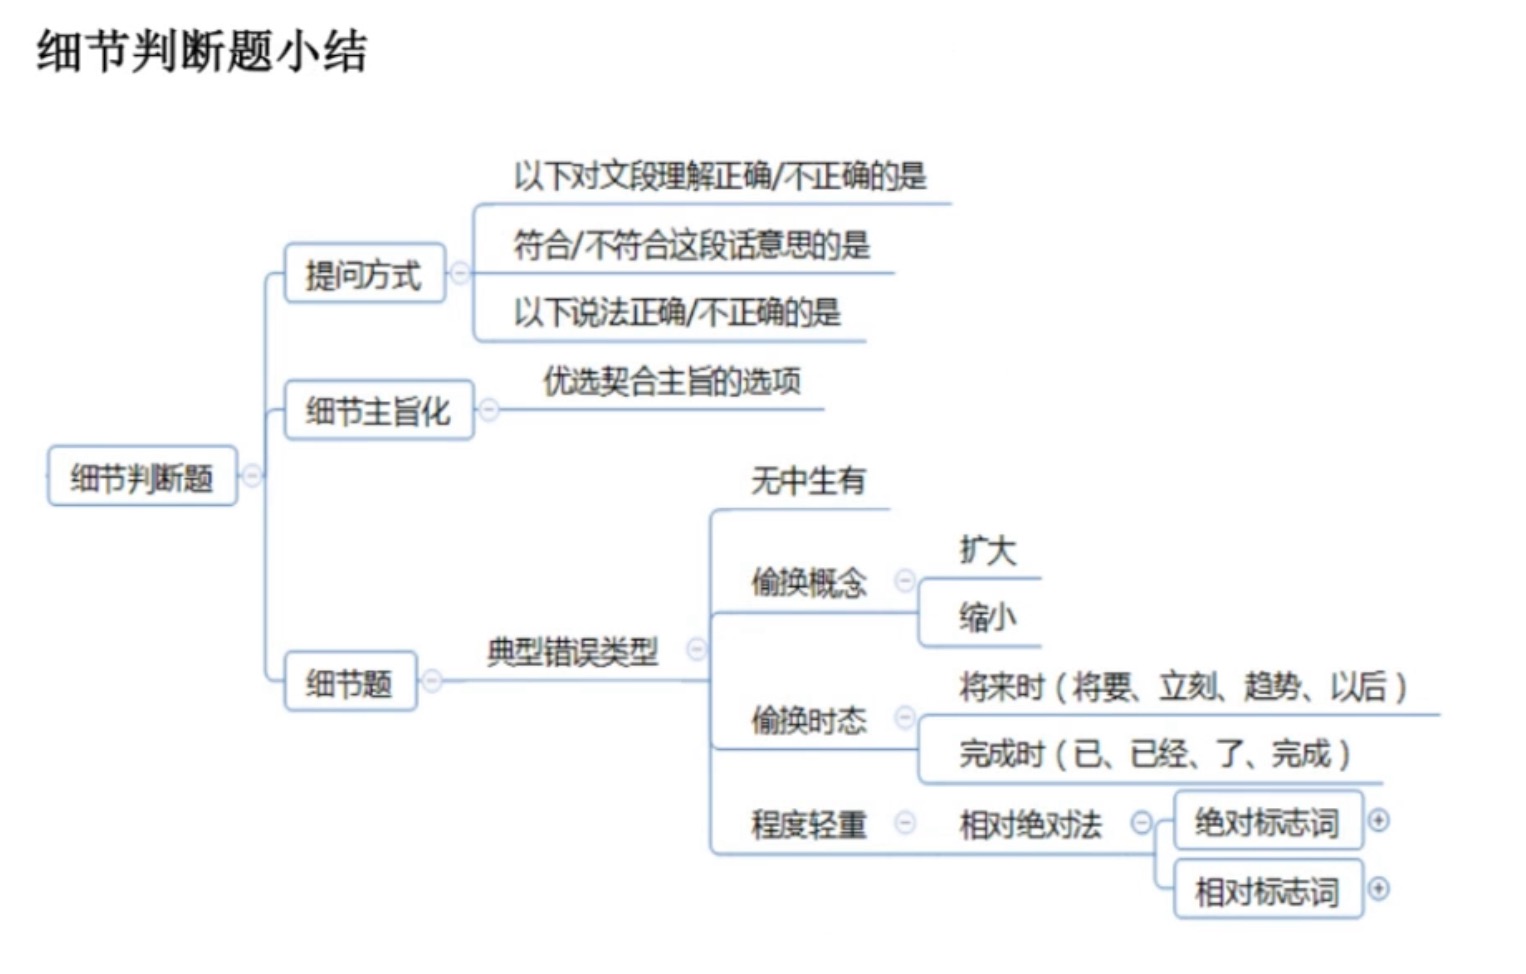 细节判断题小结
细节判断题
提问方式
以下对文段理解正确/不正确的是
符合/不符合这段话意思的是
以下说法正确/不正确的是
细节主旨化
优选契合主旨的选项
细节题
典型错误类型
无中生有
偷换概念
扩大
缩小
偷换时态
将来时（将要、立刻、趋势、以后）
完成时（已、已经、了、完成）
程度轻重
相对绝对法
绝对标志词
相对标志词